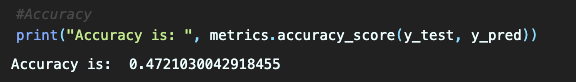 #Accuracy
print("Accuracy is: ", metrics.accuracy_score(y_test, y_pred))
Accuracy is:  0.4721030042918455